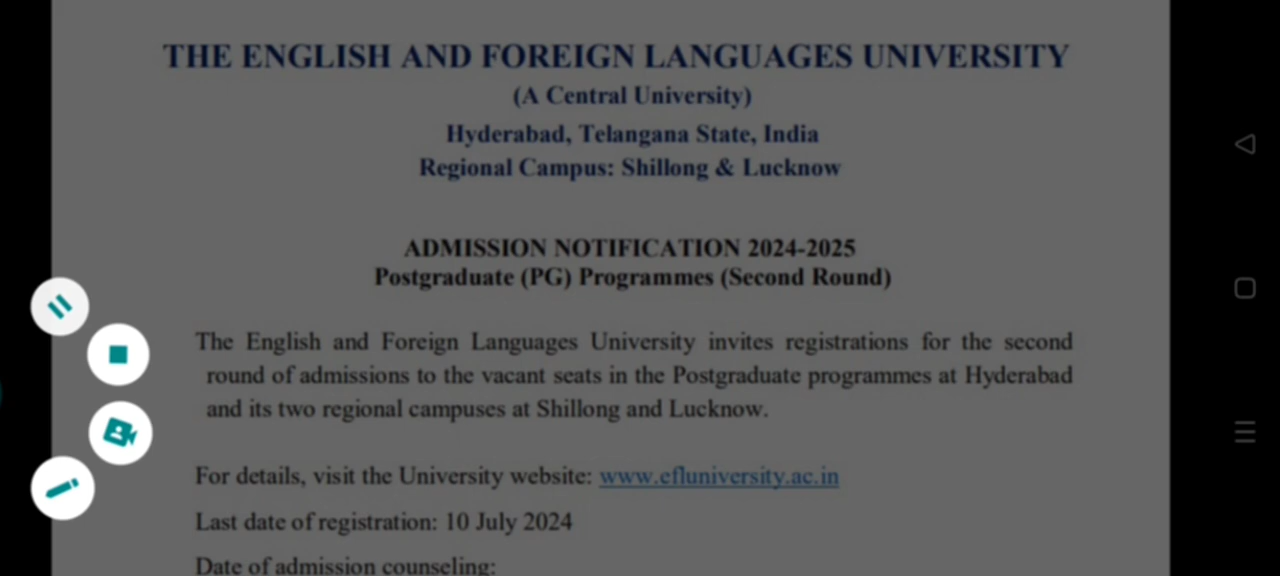 THE ENGLISH AND FOREIGN LANGUAGES UNIVERSITY
(A Central University)
Hyderabad, Telangana State, India
Regional Campus: Shillong & Lucknow
ADMISSION NOTIFICATION 2024-2025
Postgraduate (PG) Programmes (Second Round)
The English and Foreign Languages University invites registrations for the second
round of admissions to the vacant seats in the Postgraduate programmes at Hyderabad
and its two regional campuses at Shillong and Lucknow.
For details, visit the University website: www.efluniversity.ac.in
Last date of registration: 10 July 2024
Date of admission counseling: